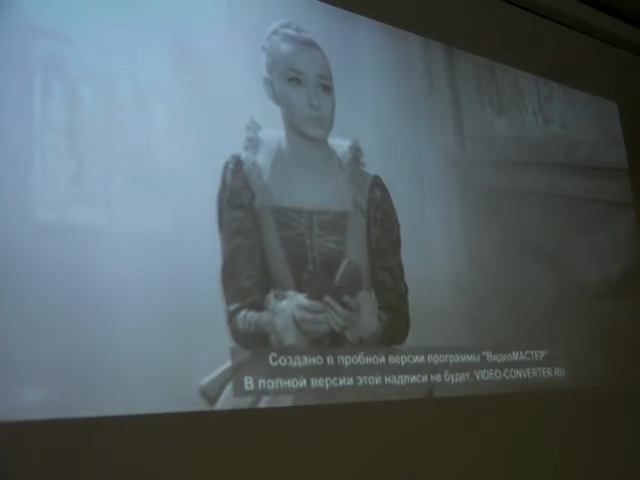 Создано в пробной версии программы "ВидеоМАСТЕР"
В полной версии этой надписи не будет. VIDEO-CONVERTER.RU